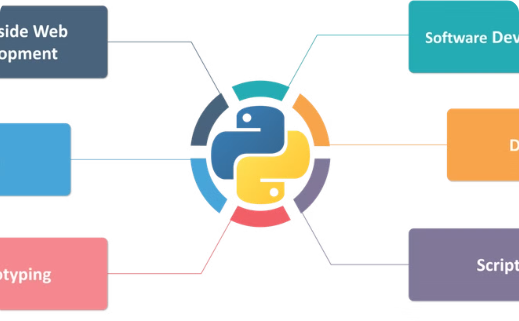 side Web
opment
Software Dev
D
otyping
Script